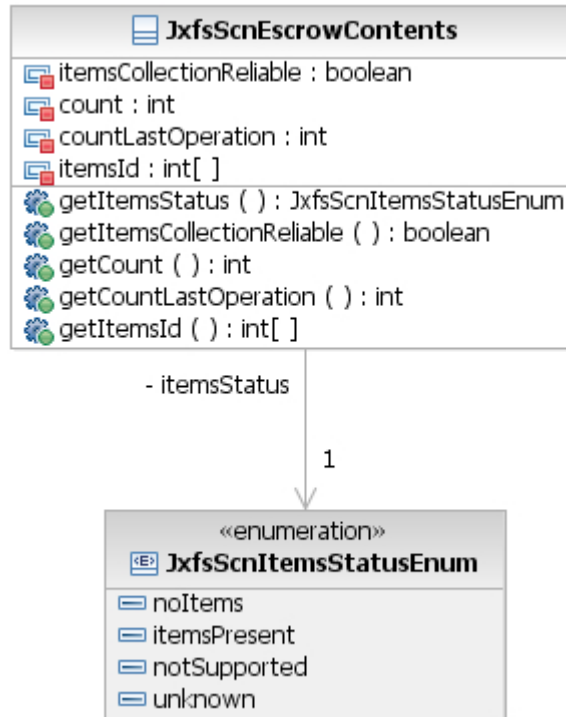 JxfsScnEscrowContents
itemsCollectionReliable : boolean
count : int
countLastOperation : int
itemsId : int[ ]
getItemsStatus ( ) : JxfsScnItemsStatusEnum
getItemsCollectionReliable ( ) : boolean
getCount ( ) : int
getCountLastOperation ( ) : int
getItemsId ( ) : int[ ]
- itemsStatus
1
«enumeration»
<E> JxfsScnItemsStatusEnum
noItems
itemsPresent
notSupported
unknown